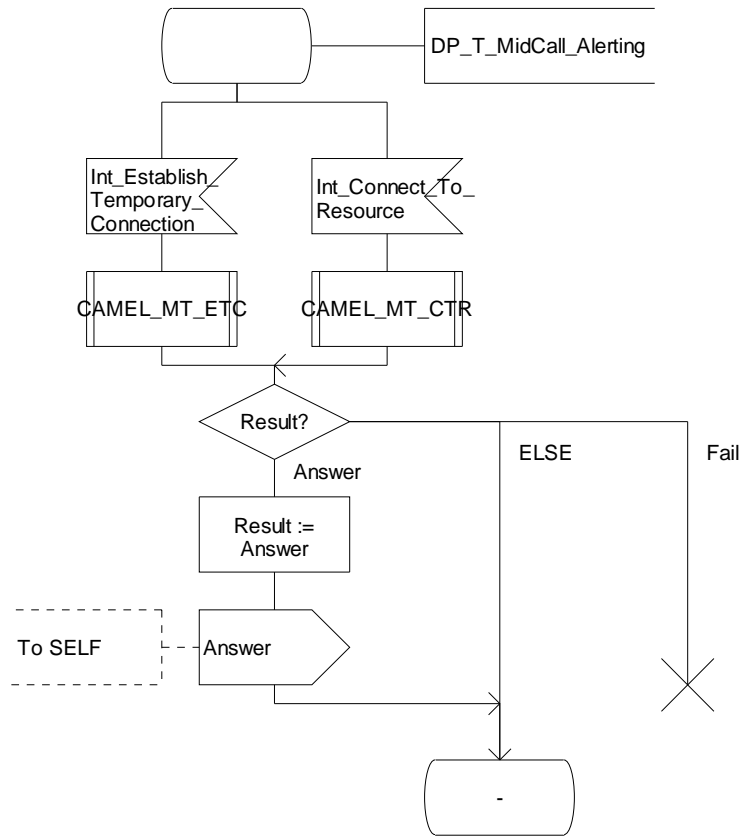 DP_T_MidCall_Alerting
Int_Establish_
Temporary_
Connection
Int_Connect_To_
Resource
CAMEL_MT_ETC
CAMEL_MT_CTR
Result?
ELSE
Fail
Answer
Result :=
Answer
To SELF
Answer
-